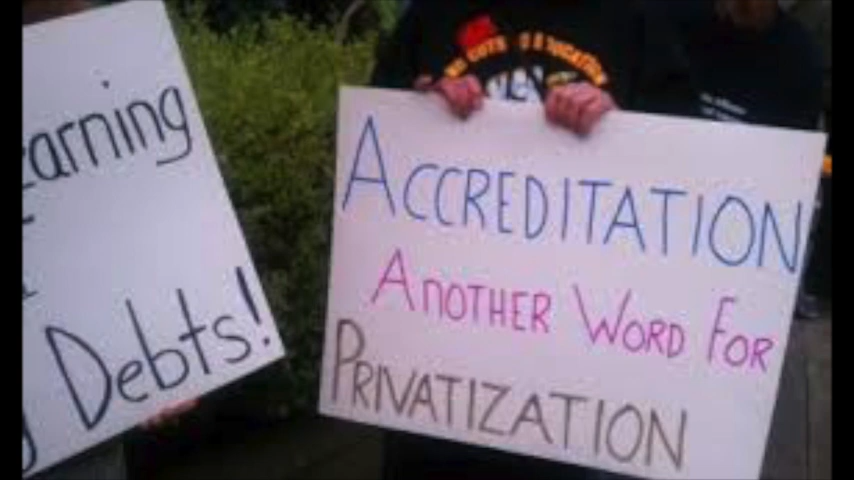 arning
Debts!
ACCREDITATION
ANOTHER WORD FOR
PRIVATIZATION